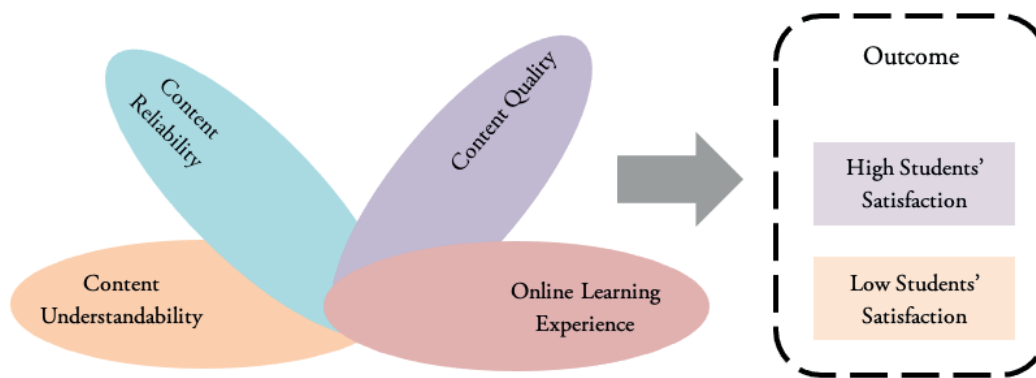 Content
Reliability
Content Quality
Content
Understandability
Online Learning
Experience
Outcome
High Students’
Satisfaction
Low Students’
Satisfaction